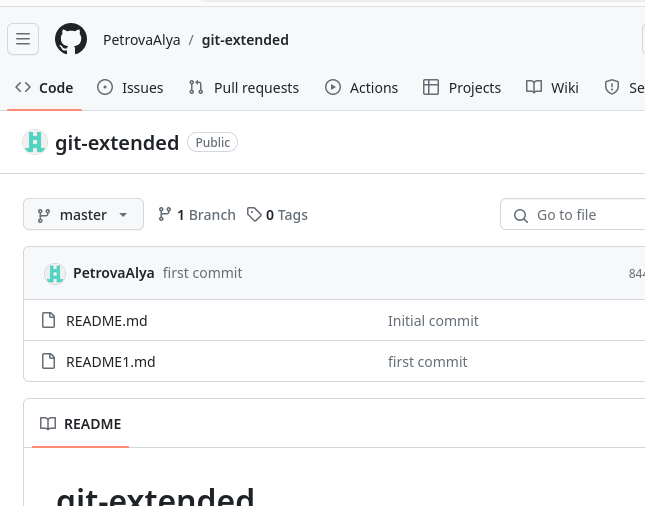 PetrovaAlya / git-extended
Code Issues Pull requests Actions Projects Wiki Se
git-extended Public
master 1 Branch 0 Tags Go to file
PetrovaAlya first commit 844
README.md Initial commit
README1.md first commit
README
git-extended